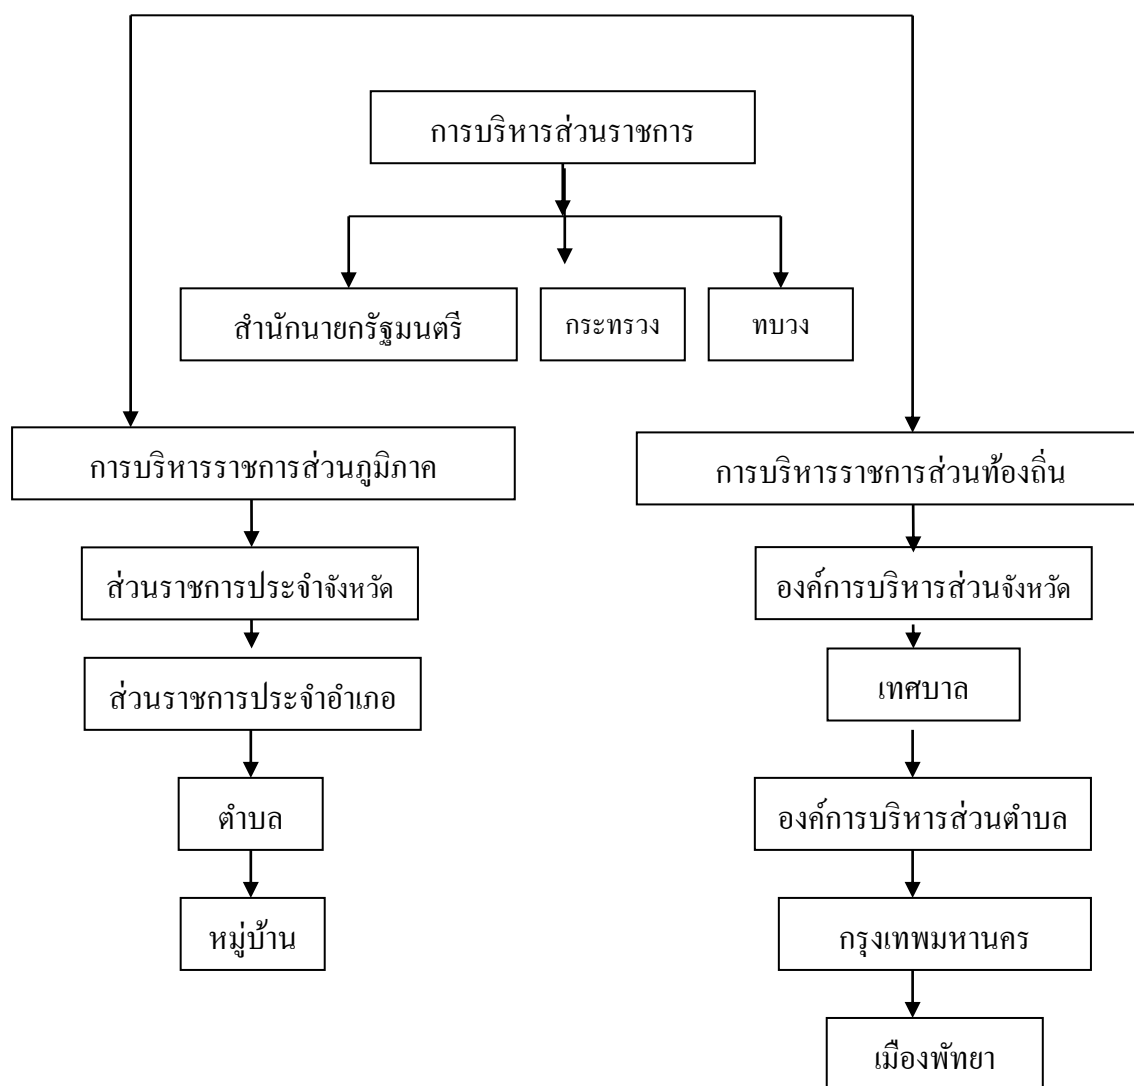 การบริหารส่วนราชการ
สำนักนายกรัฐมนตรี
กระทรวง
ทบวง
การบริหารราชการส่วนภูมิภาค
ส่วนราชการประจำจังหวัด
ส่วนราชการประจำอำเภอ
ตำบล
หมู่บ้าน
การบริหารราชการส่วนท้องถิ่น
องค์การบริหารส่วนจังหวัด
เทศบาล
องค์การบริหารส่วนตำบล
กรุงเทพมหานคร
เมืองพัทยา